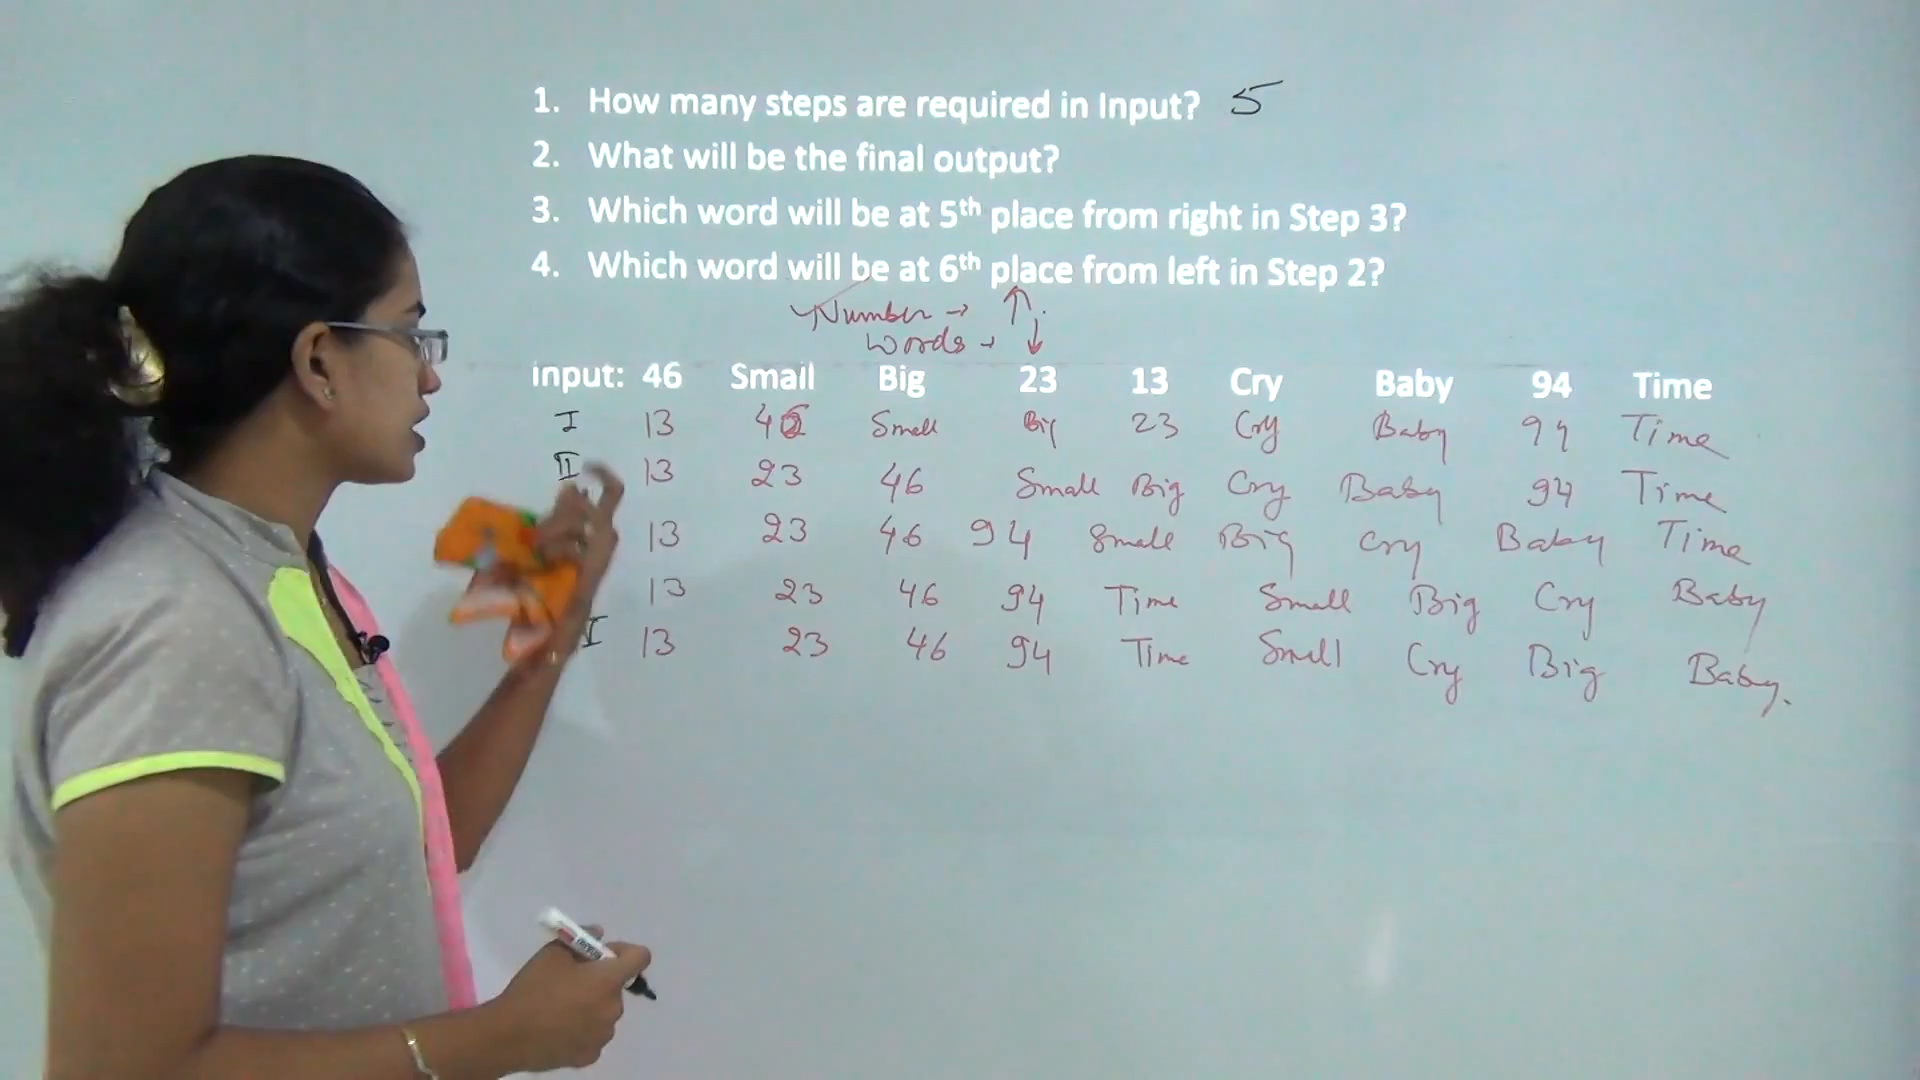 1. How many steps are required in Input? 5
2. What will be the final output?
3. Which word will be at 5th place from right in Step 3?
4. Which word will be at 6th place from left in Step 2?
Number → ↑
Words → ↓
Input: 46 Small Big 23 13 Cry Baby 94 Time
I 13 46 Small Big 23 Cry Baby 94 Time
II 13 23 46 Small Big Cry Baby 94 Time
13 23 46 94 Small Big Cry Baby Time
13 23 46 94 Time Small Big Cry Baby
13 23 46 94 Time Small Cry Big Baby.